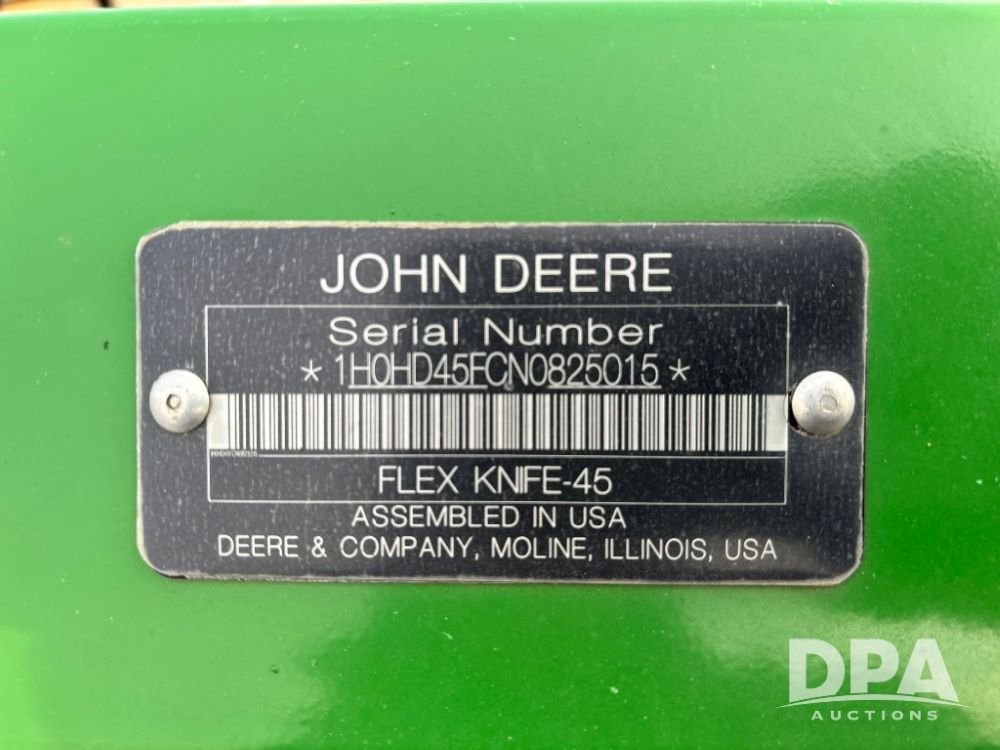 JOHN DEERE
Serial Number
* 1H0HD45FCN0825015 *
FLEX KNIFE-45
ASSEMBLED IN USA
DEERE & COMPANY, MOLINE, ILLINOIS, USA
DPA
AUCTIONS